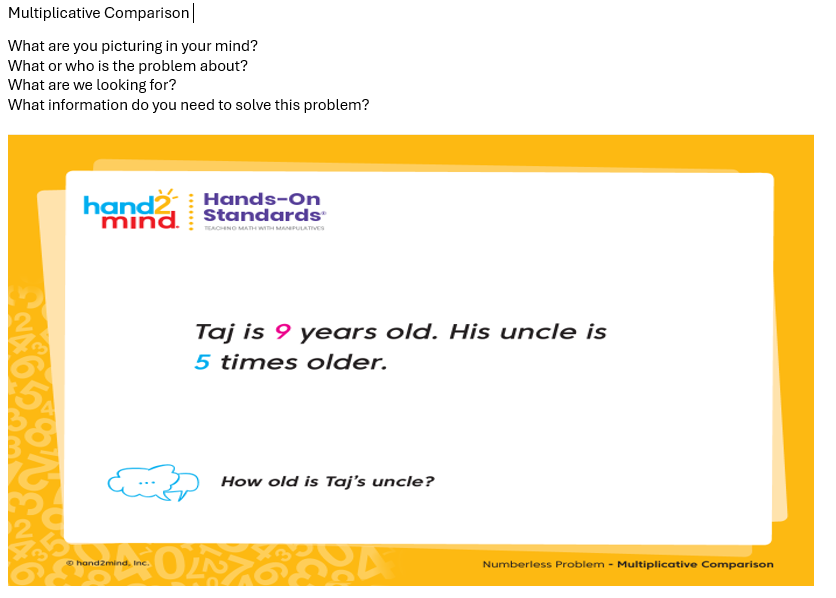 Multiplicative Comparison
What are you picturing in your mind?
What or who is the problem about?
What are we looking for?
What information do you need to solve this problem?
hand2mind.
Hands-On
Standards®
TEACHING MATH WITH MANIPULATIVES
Taj is 9 years old. His uncle is
5 times older.
How old is Taj's uncle?
© hand2mind, Inc.
Numberless Problem - Multiplicative Comparison